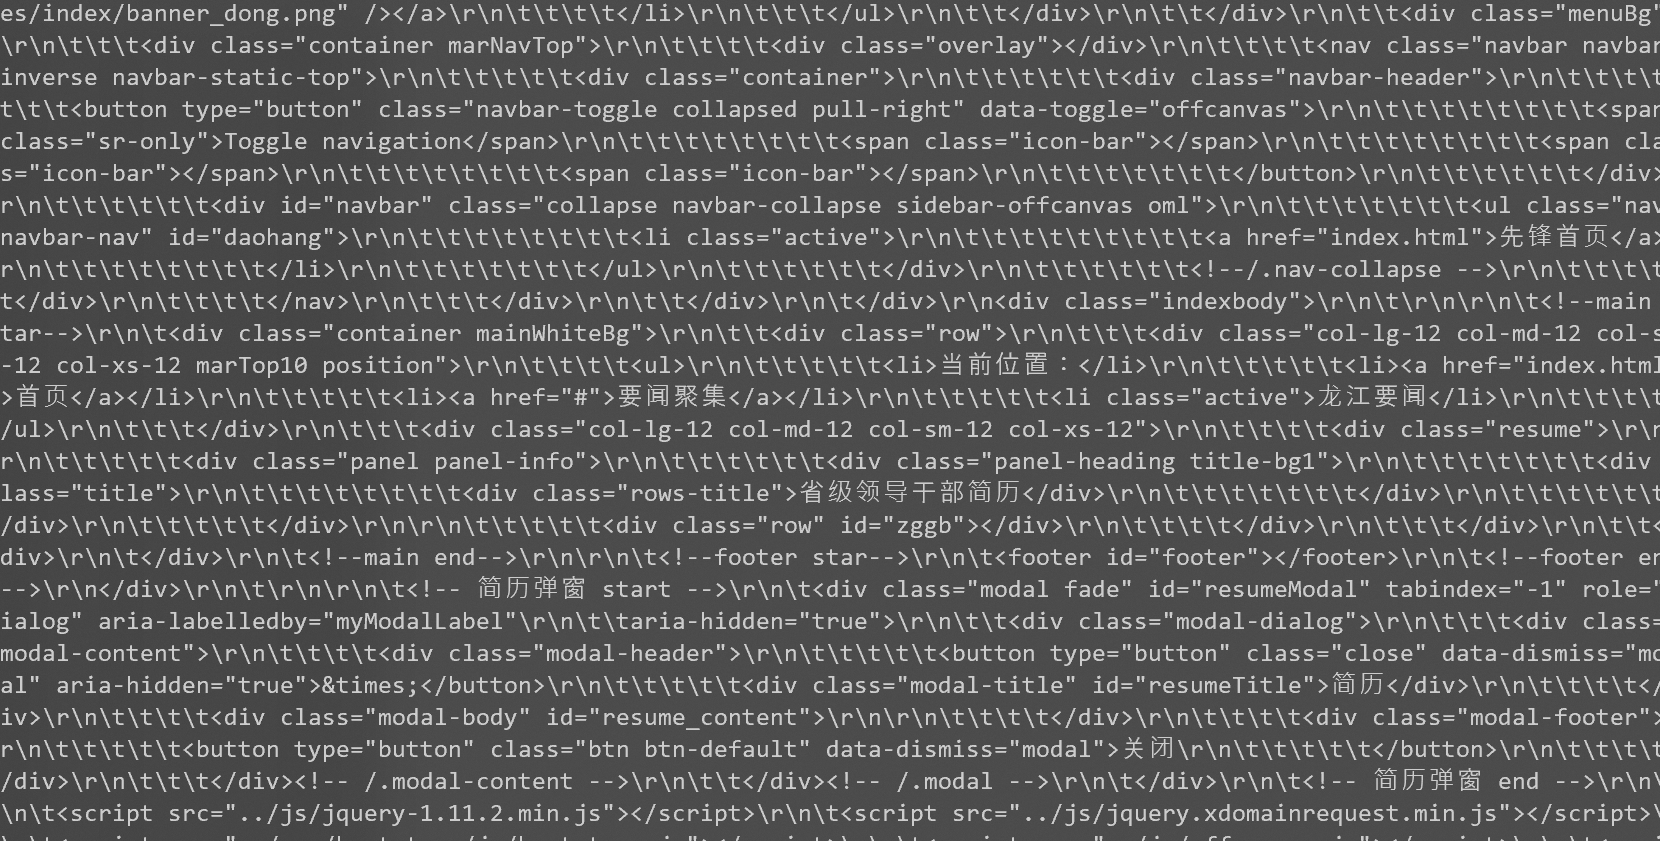 es/index/banner_dong.png" /></a>\r\n\t\t\t\t\t</li>\r\n\t\t\t\t</ul>\r\n\t\t\t</div>\r\n\t\t\t</div>\r\n\t\t<div class="menuBg"
\r\n\t\t\t<div class="container marNavTop">\r\n\t\t\t\t<div class="overlay"></div>\r\n\t\t\t\t<nav class="navbar navbar
inverse navbar-static-top">\r\n\t\t\t\t\t<div class="container">\r\n\t\t\t\t\t\t<div class="navbar-header">\r\n\t\t\t\t
t\t\t<button type="button" class="navbar-toggle collapsed pull-right" data-toggle="offcanvas">\r\n\t\t\t\t\t\t\t\t<span
class="sr-only">Toggle navigation</span>\r\n\t\t\t\t\t\t\t\t<span class="icon-bar"></span>\r\n\t\t\t\t\t\t\t\t<span cla
s="icon-bar"></span>\r\n\t\t\t\t\t\t\t\t<span class="icon-bar"></span>\r\n\t\t\t\t\t\t\t</button>\r\n\t\t\t\t\t\t</div>
r\n\t\t\t\t\t\t<div id="navbar" class="collapse navbar-collapse sidebar-offcanvas oml">\r\n\t\t\t\t\t\t\t<ul class="nav
navbar-nav" id="daohang">\r\n\t\t\t\t\t\t\t\t<li class="active">\r\n\t\t\t\t\t\t\t\t\t<a href="index.html">先锋首页</a>
r\n\t\t\t\t\t\t\t\t</li>\r\n\t\t\t\t\t\t\t</ul>\r\n\t\t\t\t\t\t</div>\r\n\t\t\t\t\t\t<!--/.nav-collapse -->\r\n\t\t\t\t
t</div>\r\n\t\t\t\t</nav>\r\n\t\t\t</div>\r\n\t\t</div>\r\n\t</div>\r\n<div class="indexbody">\r\n\t\r\n\r\n\t<!--main
tar-->\r\n\t<div class="container mainWhiteBg">\r\n\t\t<div class="row">\r\n\t\t\t<div class="col-lg-12 col-md-12 col-s
-12 col-xs-12 marTop10 position">\r\n\t\t\t\t<ul>\r\n\t\t\t\t\t<li>当前位置：</li>\r\n\t\t\t\t\t<li><a href="index.html
>首页</a></li>\r\n\t\t\t\t\t<li><a href="#">要闻聚集</a></li>\r\n\t\t\t\t\t<li class="active">龙江要闻</li>\r\n\t\t\t\t
/ul>\r\n\t\t\t</div>\r\n\t\t\t<div class="col-lg-12 col-md-12 col-sm-12 col-xs-12">\r\n\t\t\t\t<div class="resume">\r\n
r\n\t\t\t\t\t<div class="panel panel-info">\r\n\t\t\t\t\t\t<div class="panel-heading title-bg1">\r\n\t\t\t\t\t\t\t<div
lass="title">\r\n\t\t\t\t\t\t\t\t<div class="rows-title">省级领导干部简历</div>\r\n\t\t\t\t\t\t\t</div>\r\n\t\t\t\t\t\t
/div>\r\n\t\t\t\t\t</div>\r\n\r\n\t\t\t\t\t<div class="row" id="zggb"></div>\r\n\t\t\t\t</div>\r\n\t\t\t</div>\r\n\t\t<
div>\r\n\t</div>\r\n\t<!--main end-->\r\n\r\n\t<!--footer star-->\r\n\t<footer id="footer"></footer>\r\n\t<!--footer en
-->\r\n</div>\r\n\t\r\n\r\n\t<!-- 简历弹窗 start -->\r\n\t<div class="modal fade" id="resumeModal" tabindex="-1" role="
ialog" aria-labelledby="myModalLabel"\r\n\t\taria-hidden="true">\r\n\t\t<div class="modal-dialog">\r\n\t\t\t<div class=
modal-content">\r\n\t\t\t\t<div class="modal-header">\r\n\t\t\t\t\t<button type="button" class="close" data-dismiss="mo
al" aria-hidden="true">&times;</button>\r\n\t\t\t\t\t<div class="modal-title" id="resumeTitle">简历</div>\r\n\t\t\t\t</
iv>\r\n\t\t\t\t<div class="modal-body" id="resume_content">\r\n\r\n\t\t\t\t</div>\r\n\t\t\t\t<div class="modal-footer">
r\n\t\t\t\t\t<button type="button" class="btn btn-default" data-dismiss="modal">关闭\r\n\t\t\t\t\t</button>\r\n\t\t\t\t
/div>\r\n\t\t\t</div><!-- /.modal-content -->\r\n\t\t</div><!-- /.modal -->\r\n\t</div>\r\n\t<!-- 简历弹窗 end -->\r\n\
\n\t<script src="../js/jquery-1.11.2.min.js"></script>\r\n\t<script src="../js/jquery.xdomainrequest.min.js"></script>\